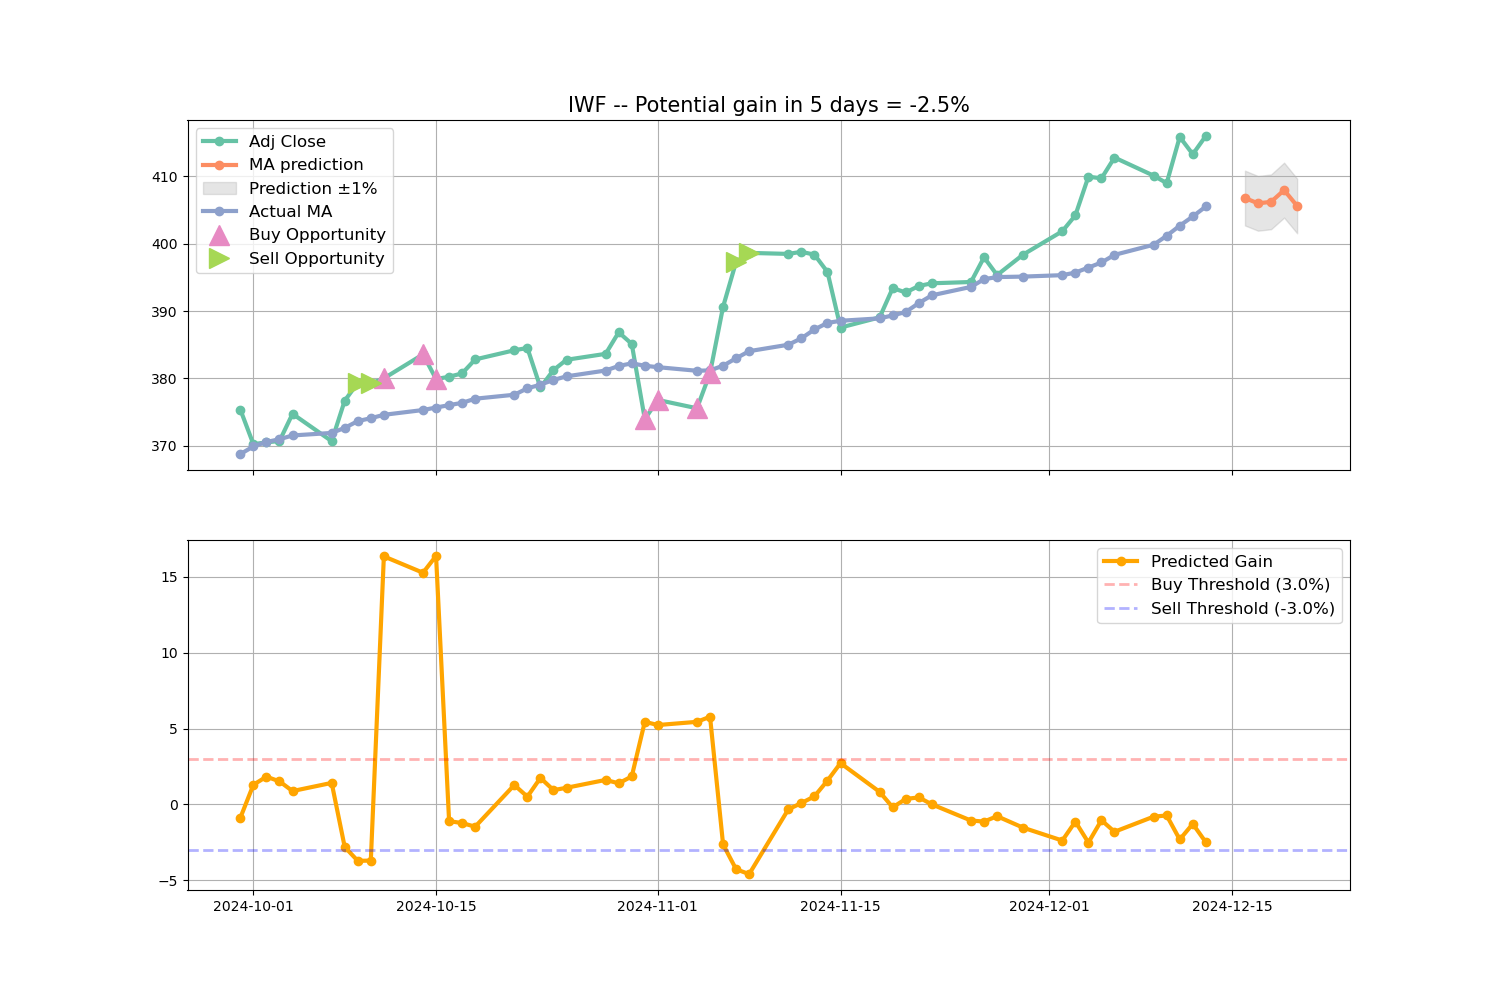 IWF -- Potential gain in 5 days = -2.5%
Adj Close
MA prediction
Prediction ±1%
Actual MA
Buy Opportunity
Sell Opportunity
410
400
390
380
370
Predicted Gain
Buy Threshold (3.0%)
Sell Threshold (-3.0%)
15
10
5
0
−5
2024-10-01 2024-10-15 2024-11-01 2024-11-15 2024-12-01 2024-12-15